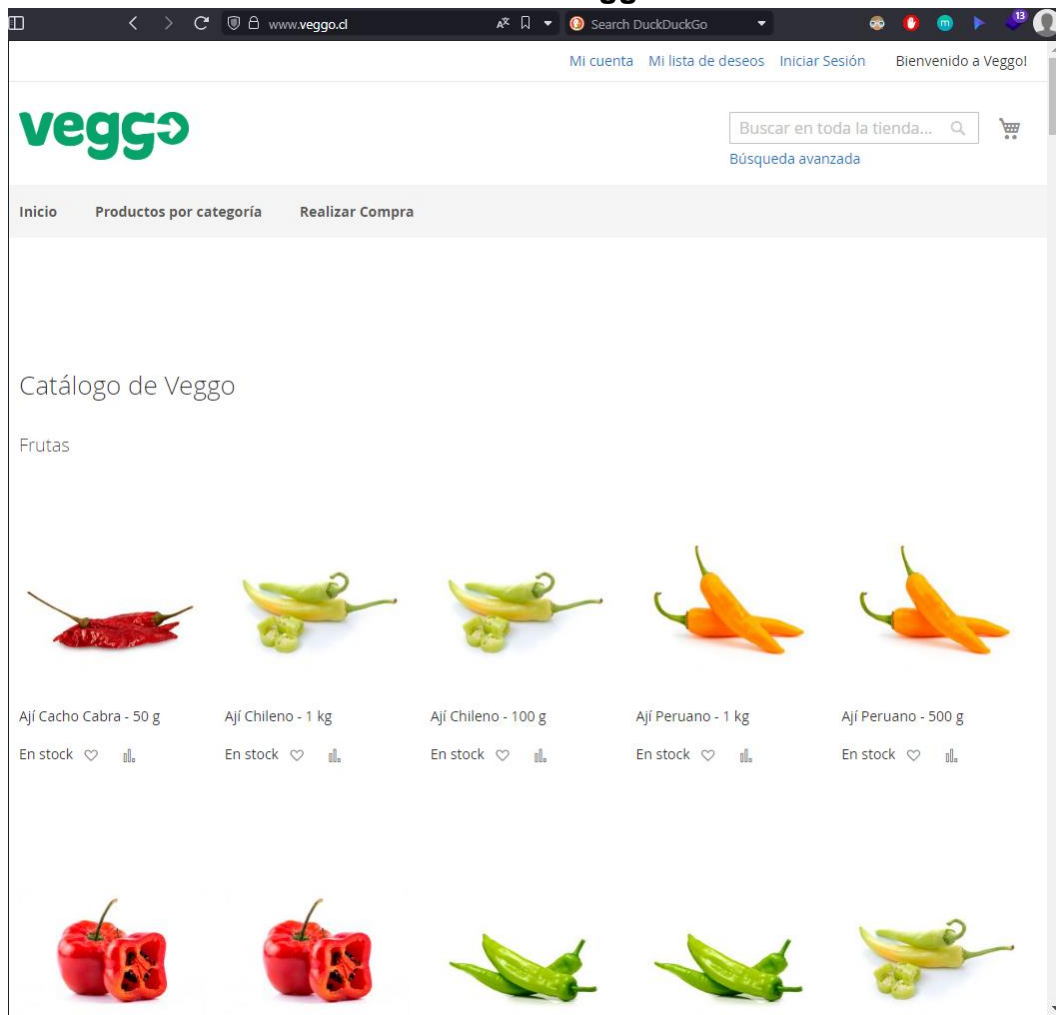 gg
www.veggo.cl
Search DuckDuckGo
13
Mi cuenta Mi lista de deseos Iniciar Sesión Bienvenido a Veggo!
veggo
Buscar en toda la tienda...
Búsqueda avanzada
Inicio Productos por categoría Realizar Compra
Catálogo de Veggo
Frutas
Ají Cacho Cabra - 50 g Ají Chileno - 1 kg Ají Chileno - 100 g Ají Peruano - 1 kg Ají Peruano - 500 g
En stock En stock En stock En stock En stock